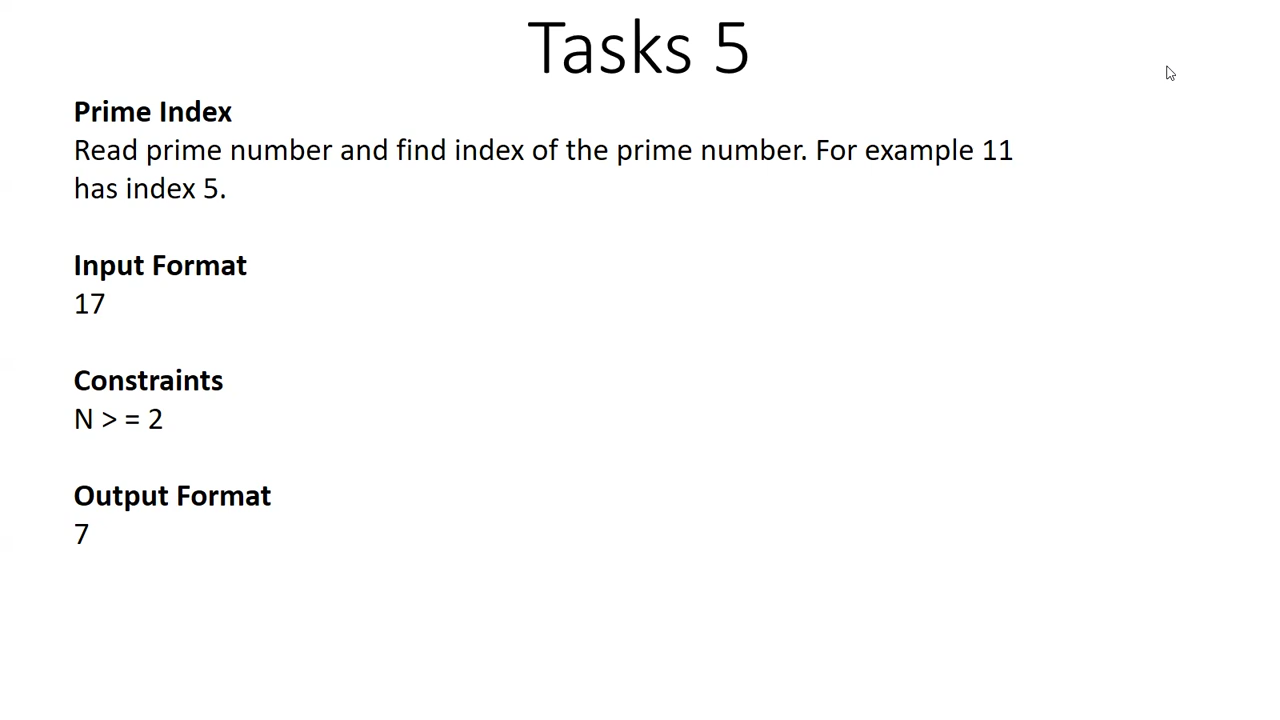 Tasks 5
Prime Index
Read prime number and find index of the prime number. For example 11
has index 5.
Input Format
17
Constraints
N > = 2
Output Format
7